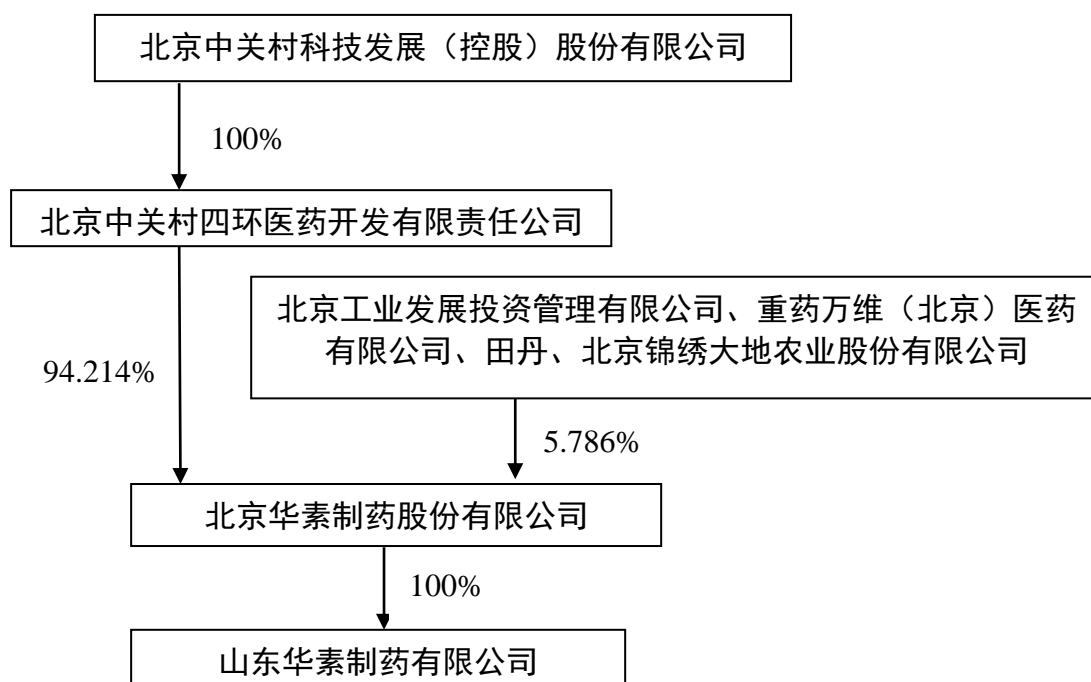 北京中关村科技发展（控股）股份有限公司
100%
北京中关村四环医药开发有限责任公司
北京工业发展投资管理有限公司、重药万维（北京）医药
有限公司、田丹、北京锦绣大地农业股份有限公司
94.214%
5.786%
北京华素制药股份有限公司
100%
山东华素制药有限公司